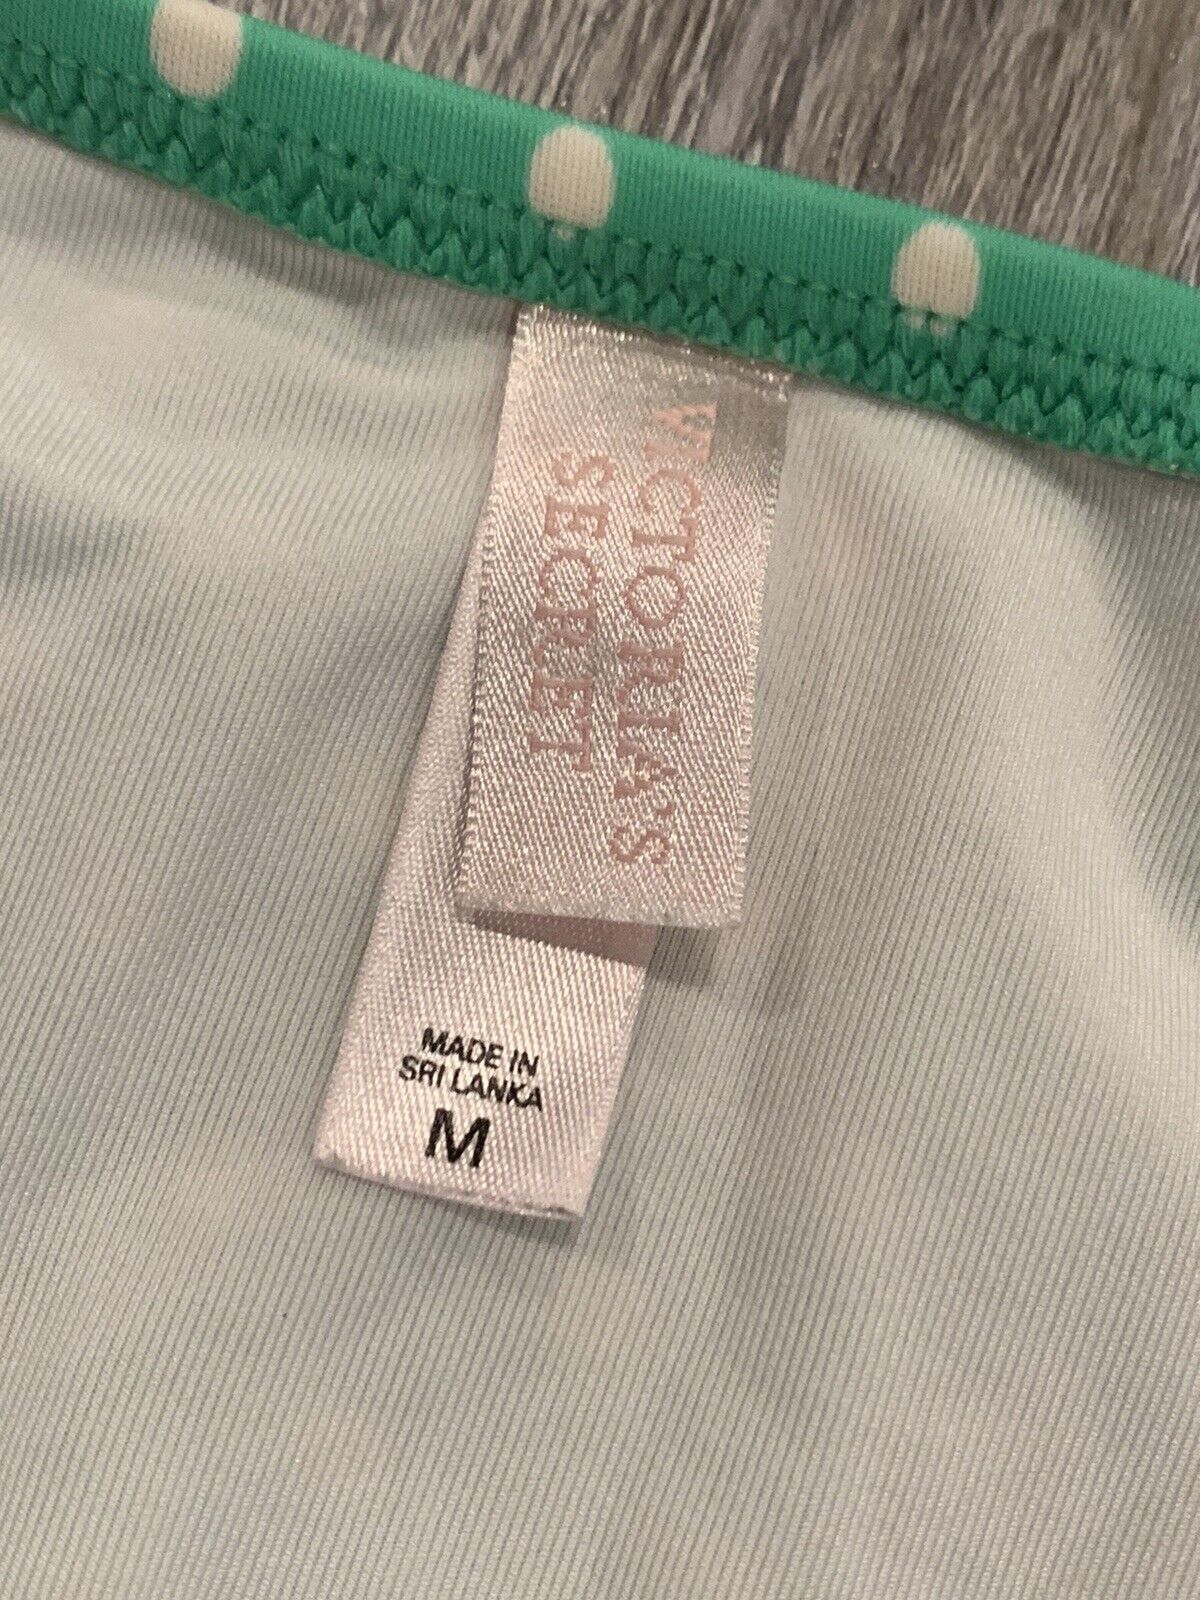 VICTORIA'S
SECRET
MADE IN
SRI LANKA
M